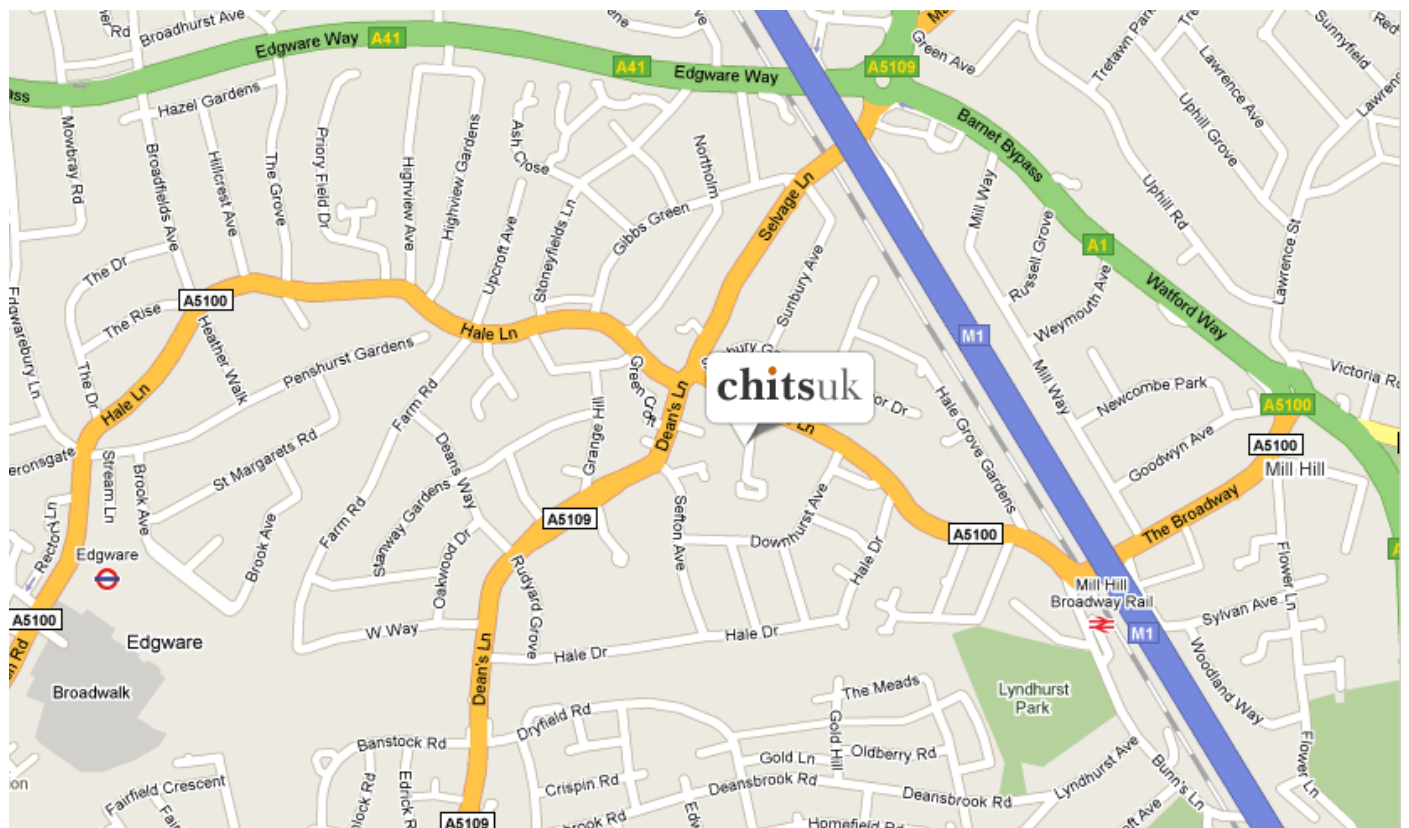 Broadhurst Ave
Rd
Edgware Way
A41
A41
Edgware Way
A5109
Green Ave
Tretawn Park
Sunnyfield
Lawrence Ave
Uphill Grove
Uphill Rd
Lawrence St
Barnet Bypass
Hazel Gardens
Mowbray Rd
Broadfields Ave
Hillcrest Ave
The Grove
Priory Field Dr
Highview Ave
Highview Gardens
Ash Close
Upcroft Ave
Stoneyfields Ln
Gibbs Green
Northolm
Selvage Ln
Sunbury Ave
Mill Way
Russell Grove
Weymouth Ave
A1
Watford Way
The Dr
The Rise
A5100
Heather Walk
Penshurst Gardens
Hale Ln
M1
Mill Way
Newcombe Park
Victoria
A5100
Edgwarebury Ln
The Dr
Hale Ln
Farm Rd
Dean's Ln
chitsuk
Ln
Hale Grove Gardens
Goodwyn Ave
A5100
Mill Hill
Stream Ln
Brook Ave
St Margarets Rd
Deans Way
Grange Hill
The Broadway
Edgware
Brook Ave
Farm Rd
Stanway Gardens
Oakwood Dr
A5109
Sefton Ave
Downhurst Ave
Hale Dr
A5100
Flower Ln
Mill Hill
Broadway Rail
M1
Sylvan Ave
A5100
Edgware
W Way
Rudyard Grove
Hale Dr
Hale Dr
Woodland Way
Broadwalk
Dean's Ln
The Meads
Lyndhurst
Park
Banstock Rd
Dryfield Rd
Gold Hill
Gold Ln
Oldberry Rd
Flower Ln
Fairfield Crescent
Edrick Rd
Crispin Rd
Deansbrook Rd
Deansbrook Rd
Lyndhurst Ave
Bunn's Ln
A5109
Homefield Rd